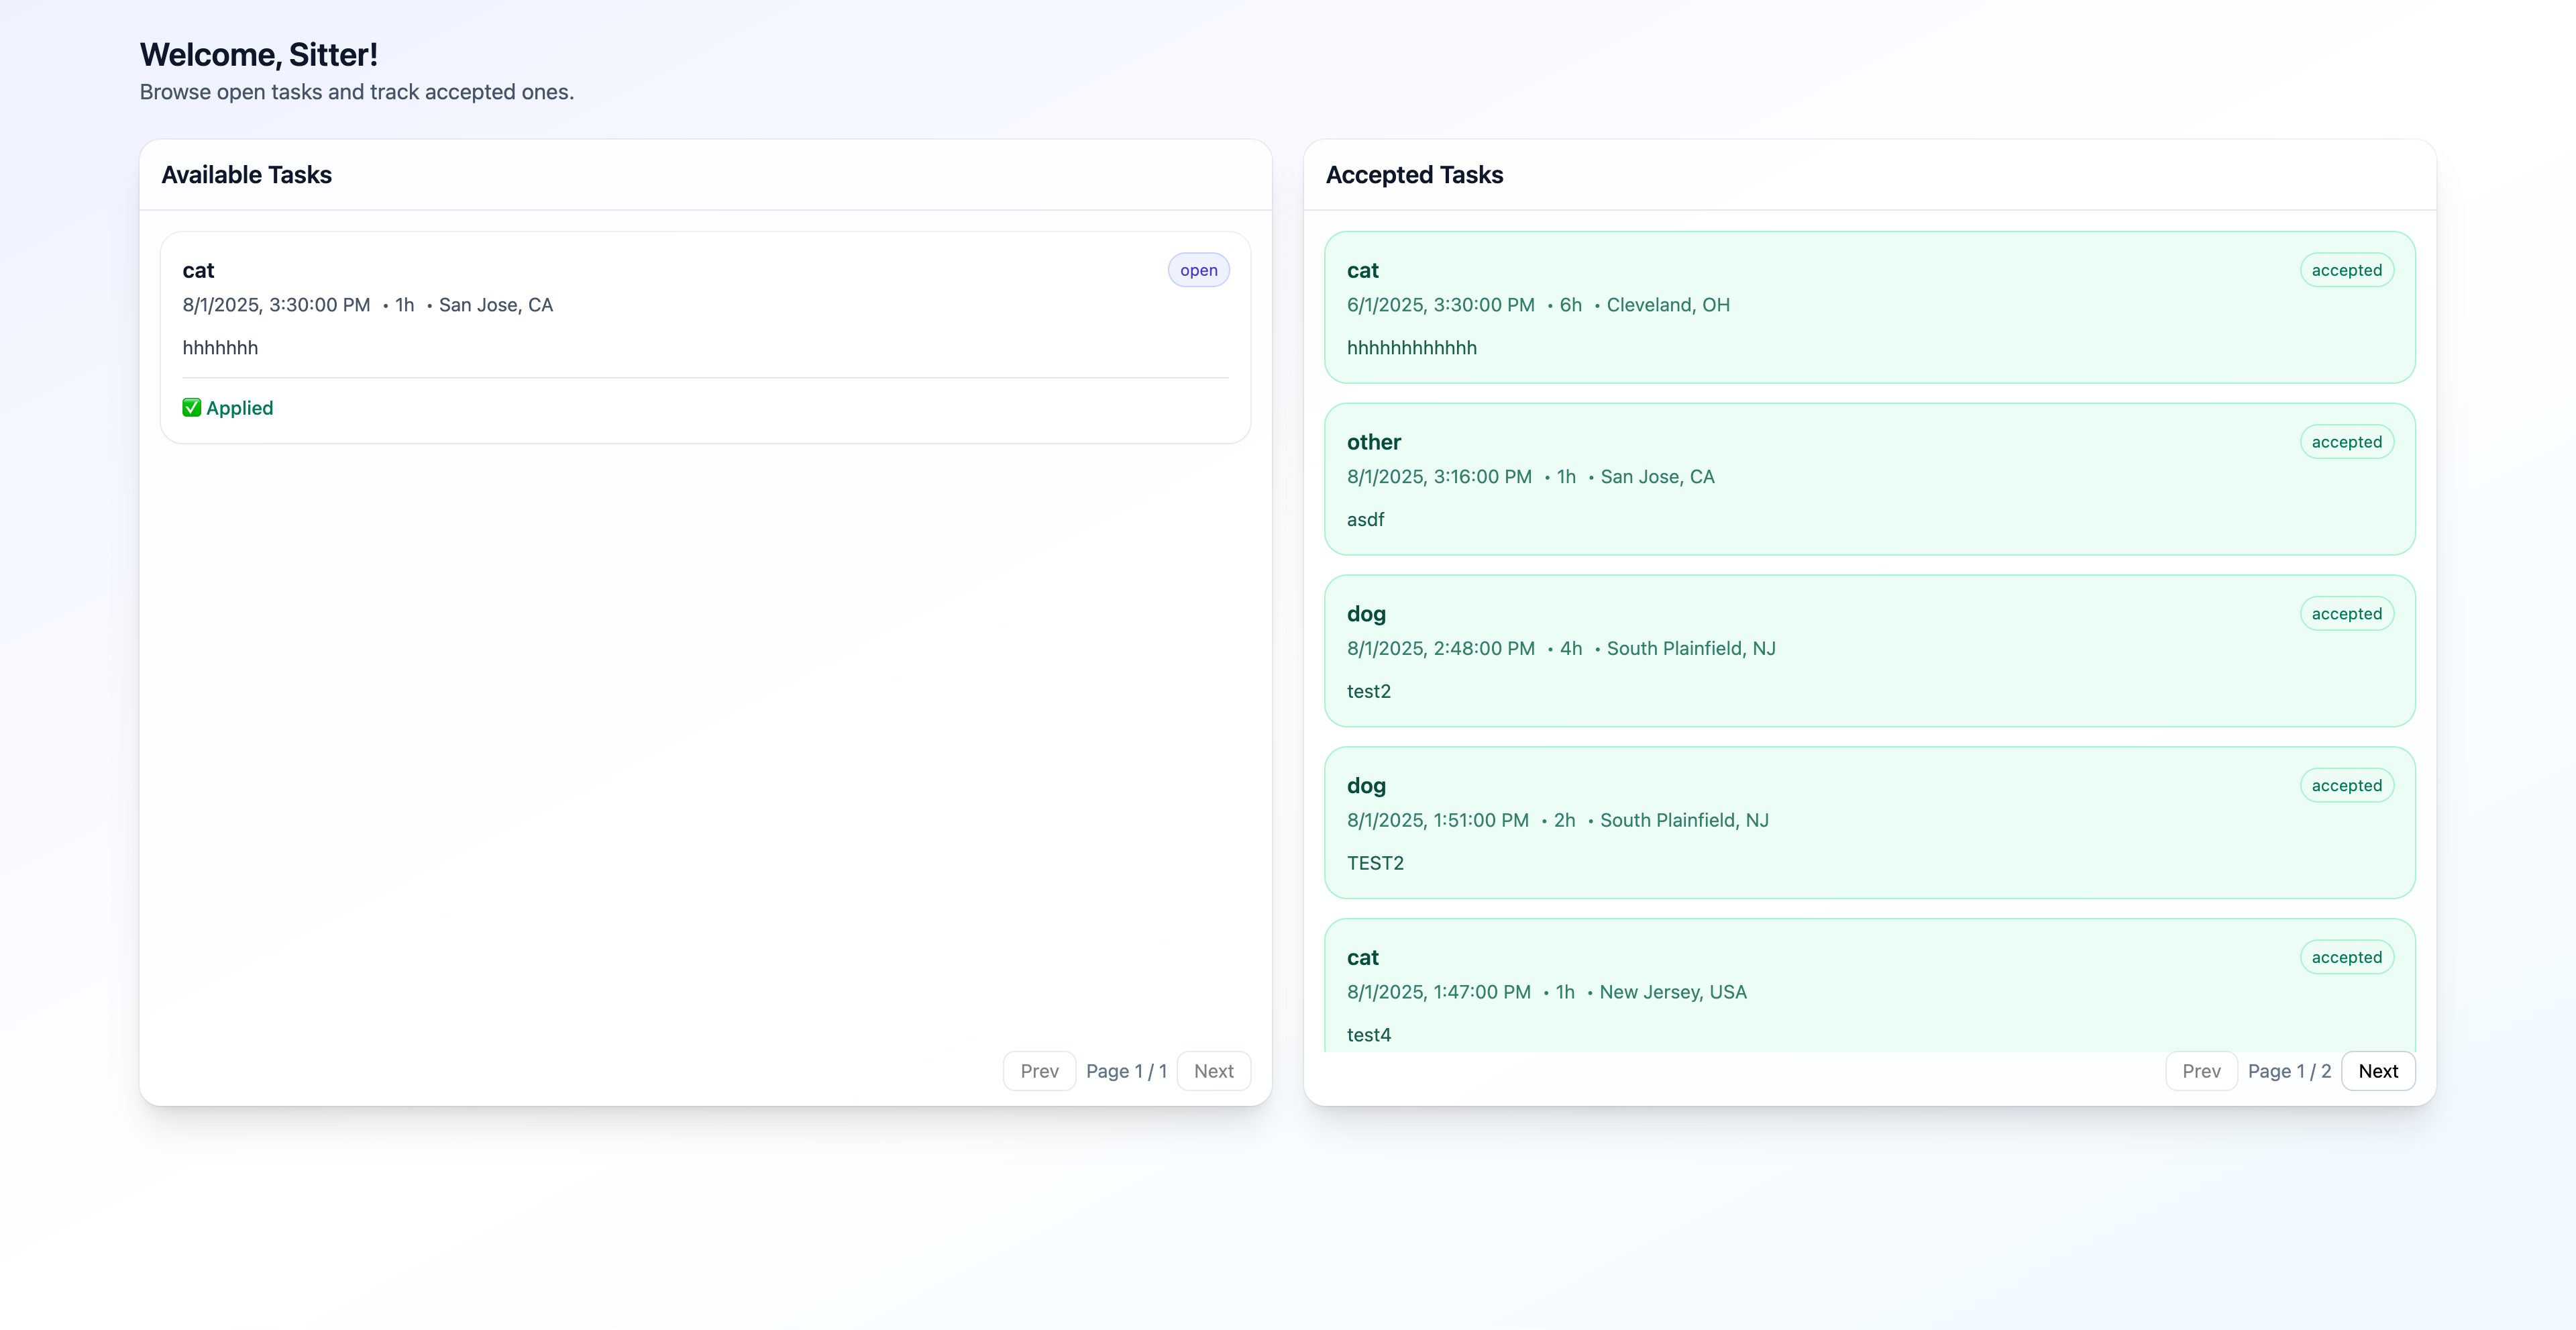 Welcome, Sitter!
Browse open tasks and track accepted ones.
Available Tasks
cat
open
8/1/2025, 3:30:00 PM • 1h • San Jose, CA
hhhhhhh
✅ Applied
Prev Page 1 / 1 Next
Accepted Tasks
cat
accepted
6/1/2025, 3:30:00 PM • 6h • Cleveland, OH
hhhhhhhhhhhh
other
accepted
8/1/2025, 3:16:00 PM • 1h • San Jose, CA
asdf
dog
accepted
8/1/2025, 2:48:00 PM • 4h • South Plainfield, NJ
test2
dog
accepted
8/1/2025, 1:51:00 PM • 2h • South Plainfield, NJ
TEST2
cat
accepted
8/1/2025, 1:47:00 PM • 1h • New Jersey, USA
test4
Prev Page 1 / 2 Next